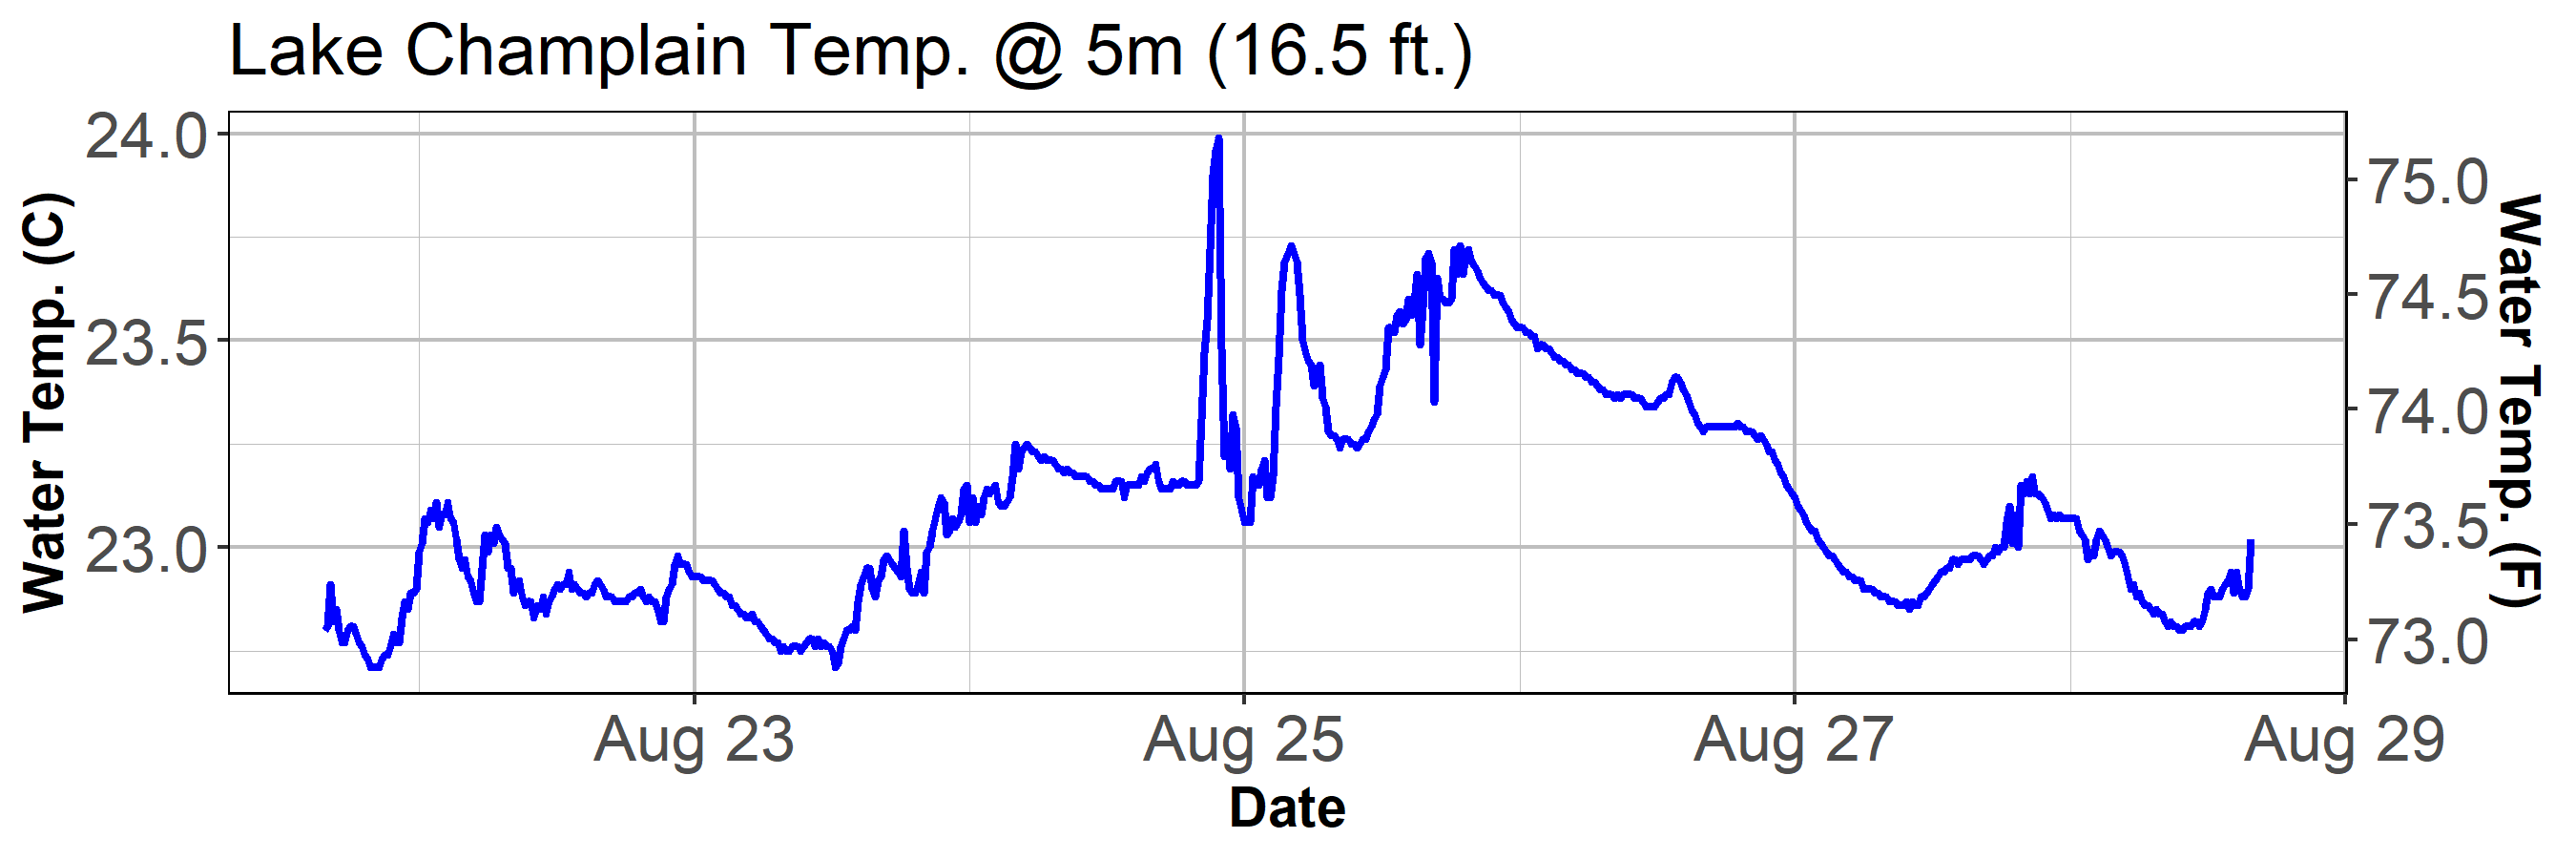 Lake Champlain Temp. @ 5m (16.5 ft.)
Water Temp. (C)
24.0
23.5
23.0
75.0
74.5
74.0
73.5
73.0
Water Temp. (F)
Aug 23
Aug 25
Aug 27
Aug 29
Date